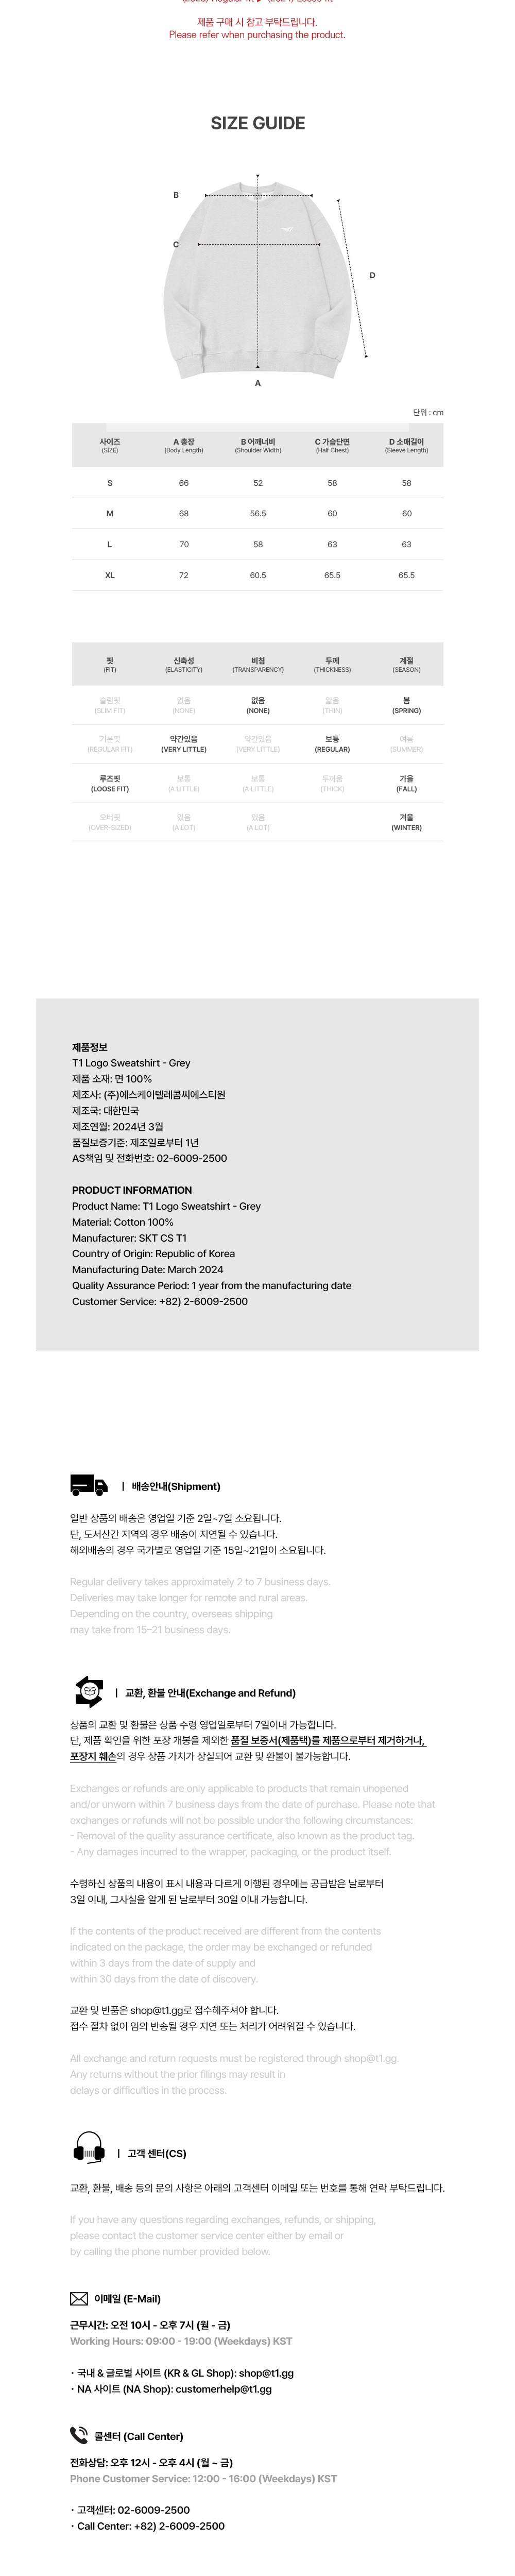 (2023) Regular fit ▶ (2024) Loose fit
제품 구매 시 참고 부탁드립니다.
Please refer when purchasing the product.
SIZE GUIDE
B
C
D
A
단위 : cm
사이즈 A 총장 B 어깨너비 C 가슴단면 D 소매길이
(SIZE) (Body Length) (Shoulder Width) (Half Chest) (Sleeve Length)
S 66 52 58 58
M 68 56.5 60 60
L 70 58 63 63
XL 72 60.5 65.5 65.5
핏 신축성 비침 두께 계절
(FIT) (ELASTICITY) (TRANSPARENCY) (THICKNESS) (SEASON)
슬림핏 없음 없음 얇음 봄
(SLIM FIT) (NONE) (NONE) (THIN) (SPRING)
기본핏 약간있음 약간있음 보통 여름
(REGULAR FIT) (VERY LITTLE) (VERY LITTLE) (REGULAR) (SUMMER)
루즈핏 보통 보통 두꺼움 가을
(LOOSE FIT) (A LITTLE) (A LITTLE) (THICK) (FALL)
오버핏 있음 있음 겨울
(OVER-SIZED) (A LOT) (A LOT) (WINTER)
제품정보
T1 Logo Sweatshirt - Grey
제품 소재: 면 100%
제조사: (주)에스케이텔레콤씨에스티원
제조국: 대한민국
제조연월: 2024년 3월
품질보증기준: 제조일로부터 1년
AS책임 및 전화번호: 02-6009-2500
PRODUCT INFORMATION
Product Name: T1 Logo Sweatshirt - Grey
Material: Cotton 100%
Manufacturer: SKT CS T1
Country of Origin: Republic of Korea
Manufacturing Date: March 2024
Quality Assurance Period: 1 year from the manufacturing date
Customer Service: +82) 2-6009-2500
| 배송안내(Shipment)
일반 상품의 배송은 영업일 기준 2일~7일 소요됩니다.
단, 도서산간 지역의 경우 배송이 지연될 수 있습니다.
해외배송의 경우 국가별로 영업일 기준 15일~21일이 소요됩니다.
Regular delivery takes approximately 2 to 7 business days.
Deliveries may take longer for remote and rural areas.
Depending on the country, overseas shipping
may take from 15–21 business days.
| 교환, 환불 안내(Exchange and Refund)
상품의 교환 및 환불은 상품 수령 영업일로부터 7일이내 가능합니다.
단, 제품 확인을 위한 포장 개봉을 제외한 품질 보증서(제품택)를 제품으로부터 제거하거나,
포장지 훼손의 경우 상품 가치가 상실되어 교환 및 환불이 불가능합니다.
Exchanges or refunds are only applicable to products that remain unopened
and/or unworn within 7 business days from the date of purchase. Please note that
exchanges or refunds will not be possible under the following circumstances:
- Removal of the quality assurance certificate, also known as the product tag.
- Any damages incurred to the wrapper, packaging, or the product itself.
수령하신 상품의 내용이 표시 내용과 다르게 이행된 경우에는 공급받은 날로부터
3일 이내, 그사실을 알게 된 날로부터 30일 이내 가능합니다.
If the contents of the product received are different from the contents
indicated on the package, the order may be exchanged or refunded
within 3 days from the date of supply and
within 30 days from the date of discovery.
교환 및 반품은 shop@t1.gg로 접수해주셔야 합니다.
접수 절차 없이 임의 반송될 경우 지연 또는 처리가 어려워질 수 있습니다.
All exchange and return requests must be registered through shop@t1.gg.
Any returns without the prior filings may result in
delays or difficulties in the process.
| 고객 센터(CS)
교환, 환불, 배송 등의 문의 사항은 아래의 고객센터 이메일 또는 번호를 통해 연락 부탁드립니다.
If you have any questions regarding exchanges, refunds, or shipping,
please contact the customer service center either by email or
by calling the phone number provided below.
이메일 (E-Mail)
근무시간: 오전 10시 - 오후 7시 (월 - 금)
Working Hours: 09:00 - 19:00 (Weekdays) KST
· 국내 & 글로벌 사이트 (KR & GL Shop): shop@t1.gg
· NA 사이트 (NA Shop): customerhelp@t1.gg
콜센터 (Call Center)
전화상담: 오후 12시 - 오후 4시 (월 ~ 금)
Phone Customer Service: 12:00 - 16:00 (Weekdays) KST
· 고객센터: 02-6009-2500
· Call Center: +82) 2-6009-2500